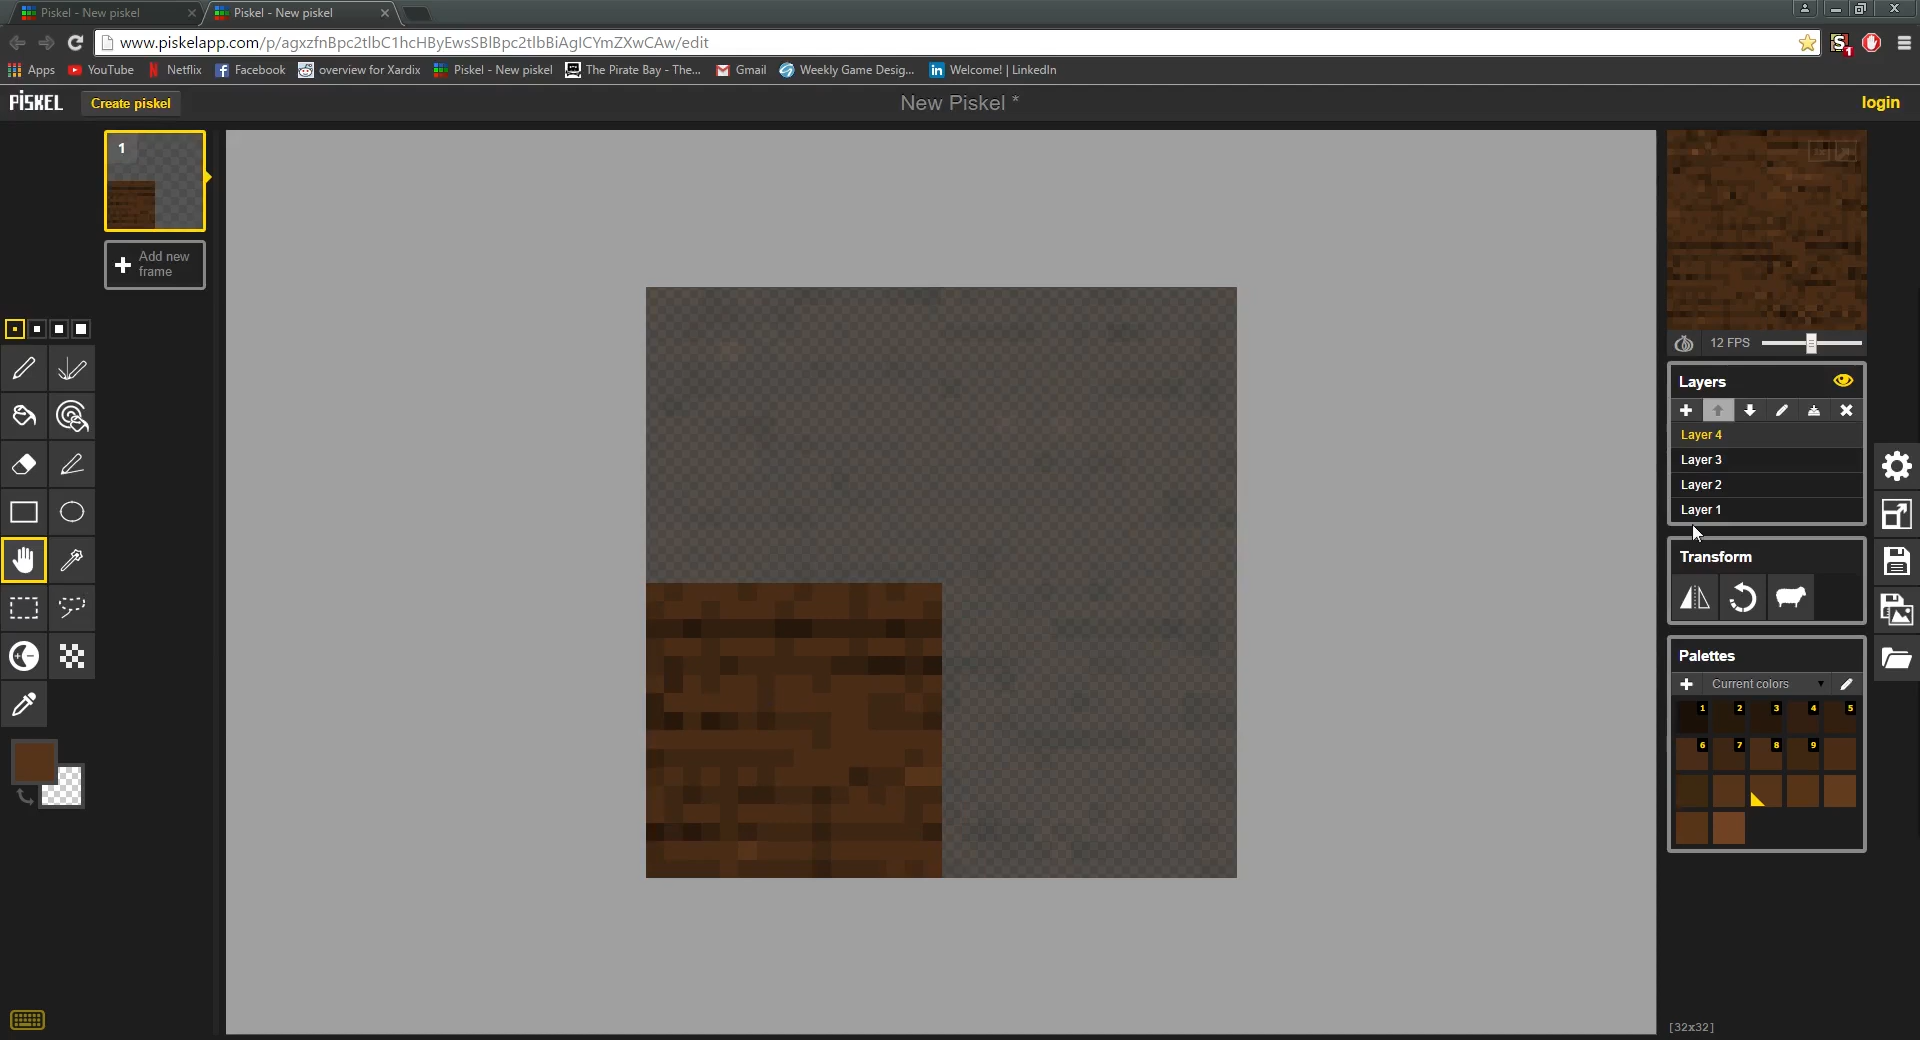 Piskel - New piskel
Piskel - New piskel
www.piskelapp.com/p/agxzfnBpc2tlbC1hcHByEwsSBlBpc2tlbBiAgICYmZXwCAw/edit
Apps YouTube Netflix Facebook overview for Xardix Piskel - New piskel The Pirate Bay - The... Gmail Weekly Game Desig... Welcome! | LinkedIn
PiSKEL Create piskel New Piskel * login
1
Add new
frame
12 FPS
Layers
Layer 4
Layer 3
Layer 2
Layer 1
Transform
Palettes
Current colors
1 2 3 4 5
6 7 8 9
[32x32]